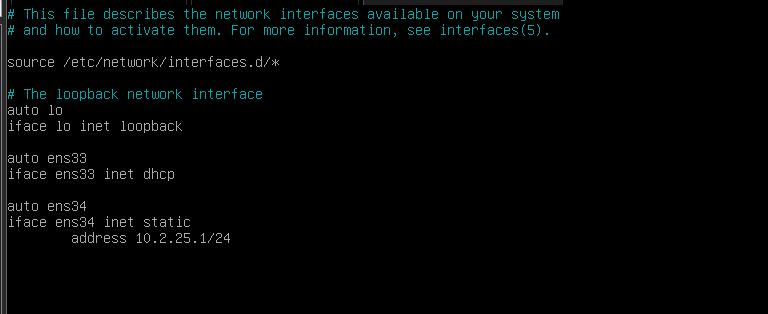 # This file describes the network interfaces available on your system
# and how to activate them. For more information, see interfaces(5).
source /etc/network/interfaces.d/*
# The loopback network interface
auto lo
iface lo inet loopback
auto ens33
iface ens33 inet dhcp
auto ens34
iface ens34 inet static
address 10.2.25.1/24